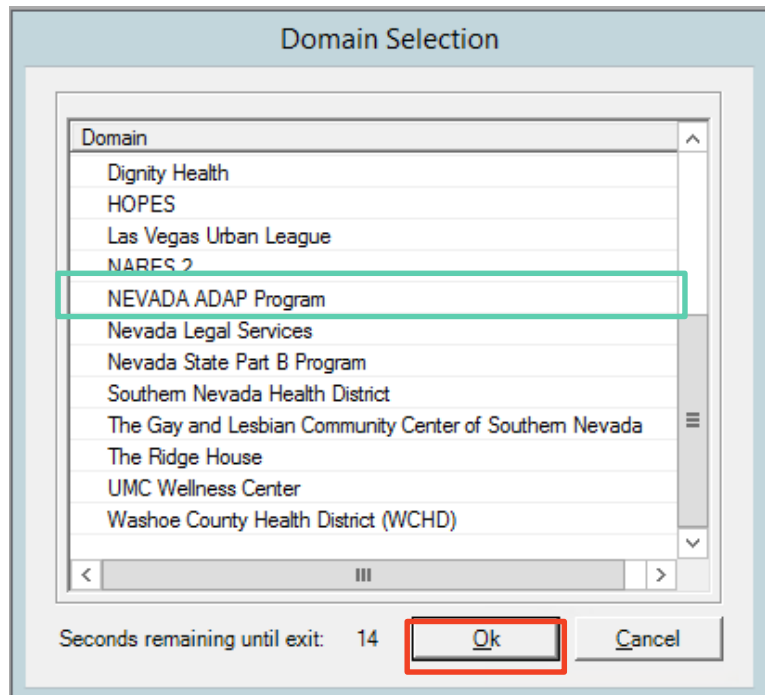 Domain Selection
Domain
Dignity Health
HOPES
Las Vegas Urban League
NARES 2
NEVADA ADAP Program
Nevada Legal Services
Nevada State Part B Program
Southern Nevada Health District
The Gay and Lesbian Community Center of Southern Nevada
The Ridge House
UMC Wellness Center
Washoe County Health District (WCHD)
Seconds remaining until exit: 14 Ok Cancel